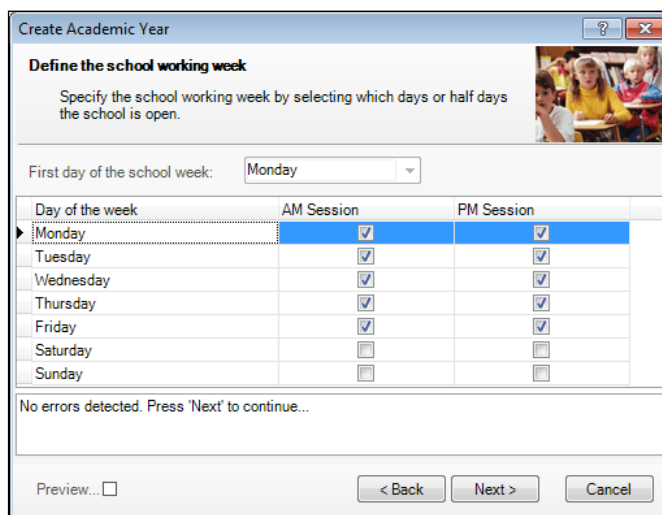 Create Academic Year
?
Define the school working week
Specify the school working week by selecting which days or half days
the school is open.
First day of the school week: Monday
Day of the week AM Session PM Session
Monday
Tuesday
Wednesday
Thursday
Friday
Saturday
Sunday
No errors detected. Press 'Next' to continue...
Preview... < Back Next > Cancel